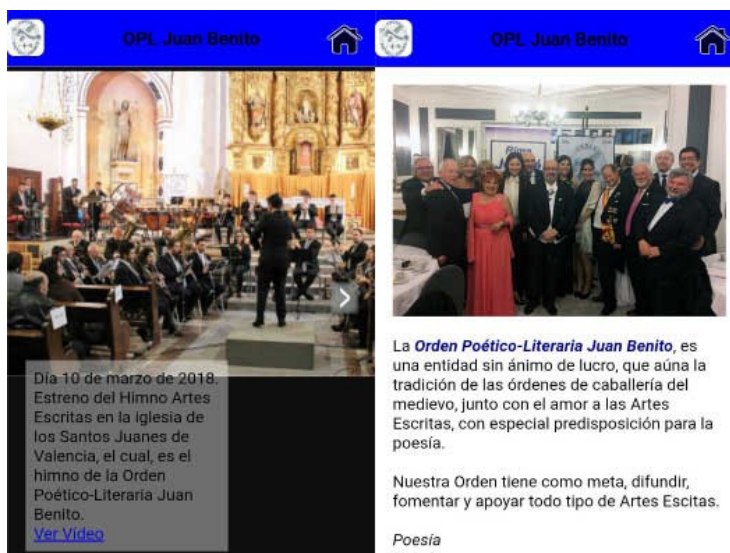 OPL Juan Benito
Día 10 de marzo de 2018.
Estreno del Himno Artes
Escritas en la iglesia de
los Santos Juanes de
Valencia, el cual, es el
himno de la Orden
Poético-Literaria Juan
Benito.
Ver Vídeo
OPL Juan Benito
Rima
La Orden Poético-Literaria Juan Benito, es
una entidad sin ánimo de lucro, que aúna la
tradición de las órdenes de caballería del
medievo, junto con el amor a las Artes
Escritas, con especial predisposición para la
poesía.
Nuestra Orden tiene como meta, difundir,
fomentar y apoyar todo tipo de Artes Escitas.
Poesía